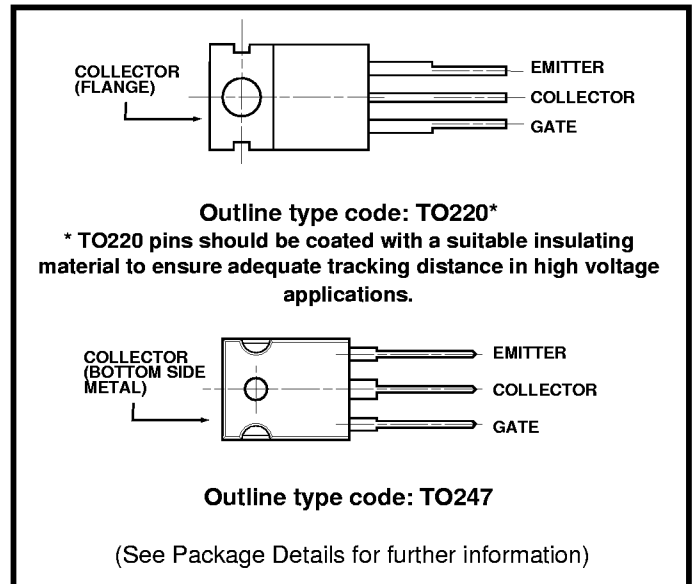 COLLECTOR
(FLANGE)
EMITTER
COLLECTOR
GATE
Outline type code: TO220*
* TO220 pins should be coated with a suitable insulating
material to ensure adequate tracking distance in high voltage
applications.
COLLECTOR
(BOTTOM SIDE
METAL)
EMITTER
COLLECTOR
GATE
Outline type code: TO247
(See Package Details for further information)